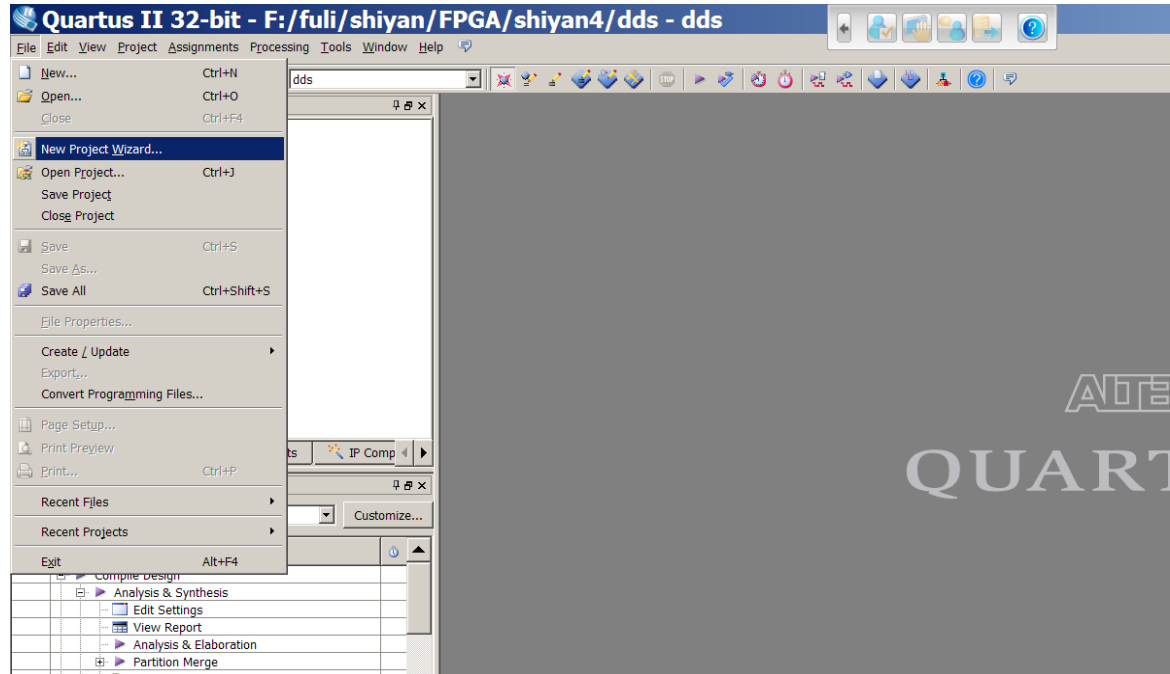 Quartus II 32-bit - F:/fuli/shiyan/FPGA/shiyan4/dds - dds
File Edit View Project Assignments Processing Tools Window Help
New... Ctrl+N
dds
Open... Ctrl+O
Close Ctrl+F4
New Project Wizard...
Open Project... Ctrl+J
Save Project
Close Project
Save Ctrl+S
Save As...
Save All Ctrl+Shift+S
File Properties...
Create / Update
Export...
Convert Programming Files...
Page Setup...
Print Preview
Print... Ctrl+P
ts IP Comp
Recent Files
Customize...
Recent Projects
Exit Alt+F4
Compile Design
Analysis & Synthesis
Edit Settings
View Report
Analysis & Elaboration
Partition Merge
ALTE
QUART